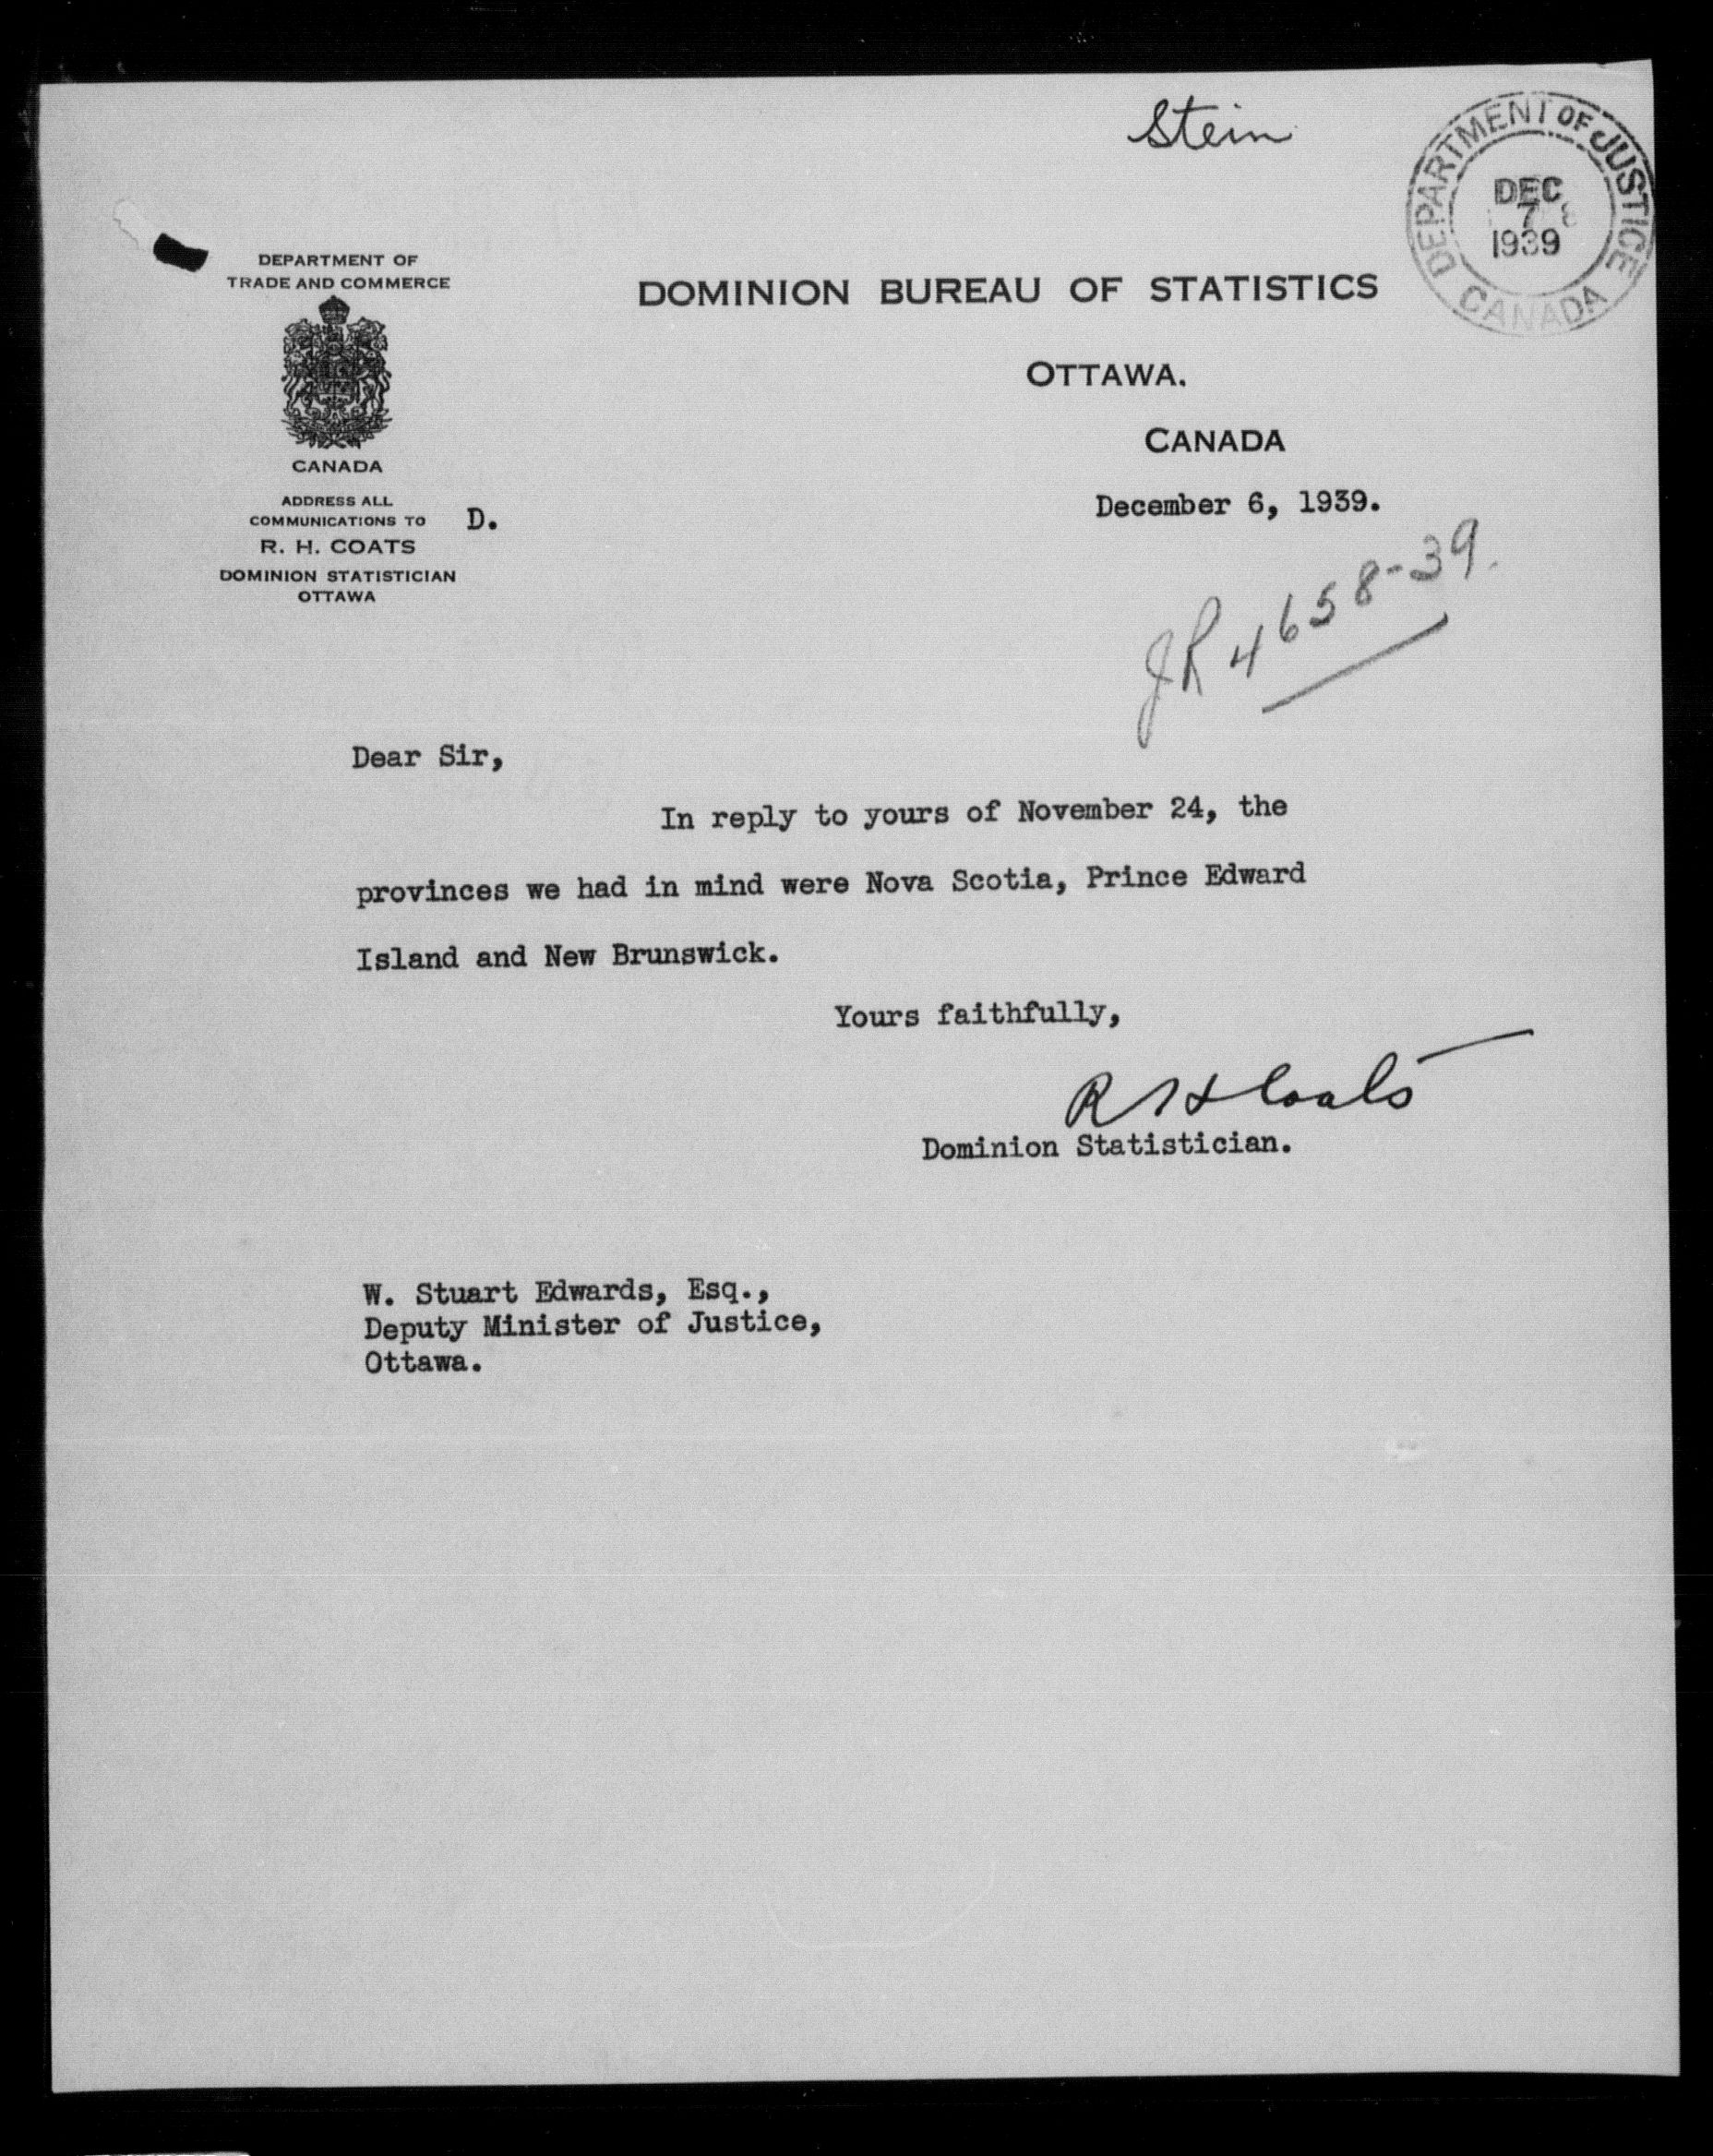 Stein
DEPARTMENT OF JUSTICE
DEC
7
1939
CANADA
DEPARTMENT OF
TRADE AND COMMERCE
CANADA
ADDRESS ALL
COMMUNICATIONS TO
R. H. COATS
DOMINION STATISTICIAN
OTTAWA
D.
DOMINION BUREAU OF STATISTICS
OTTAWA.
CANADA
December 6, 1939.
JR 4658-39.
Dear Sir,
In reply to yours of November 24, the
provinces we had in mind were Nova Scotia, Prince Edward
Island and New Brunswick.
Yours faithfully,
R H Coats
Dominion Statistician.
W. Stuart Edwards, Esq.,
Deputy Minister of Justice,
Ottawa.